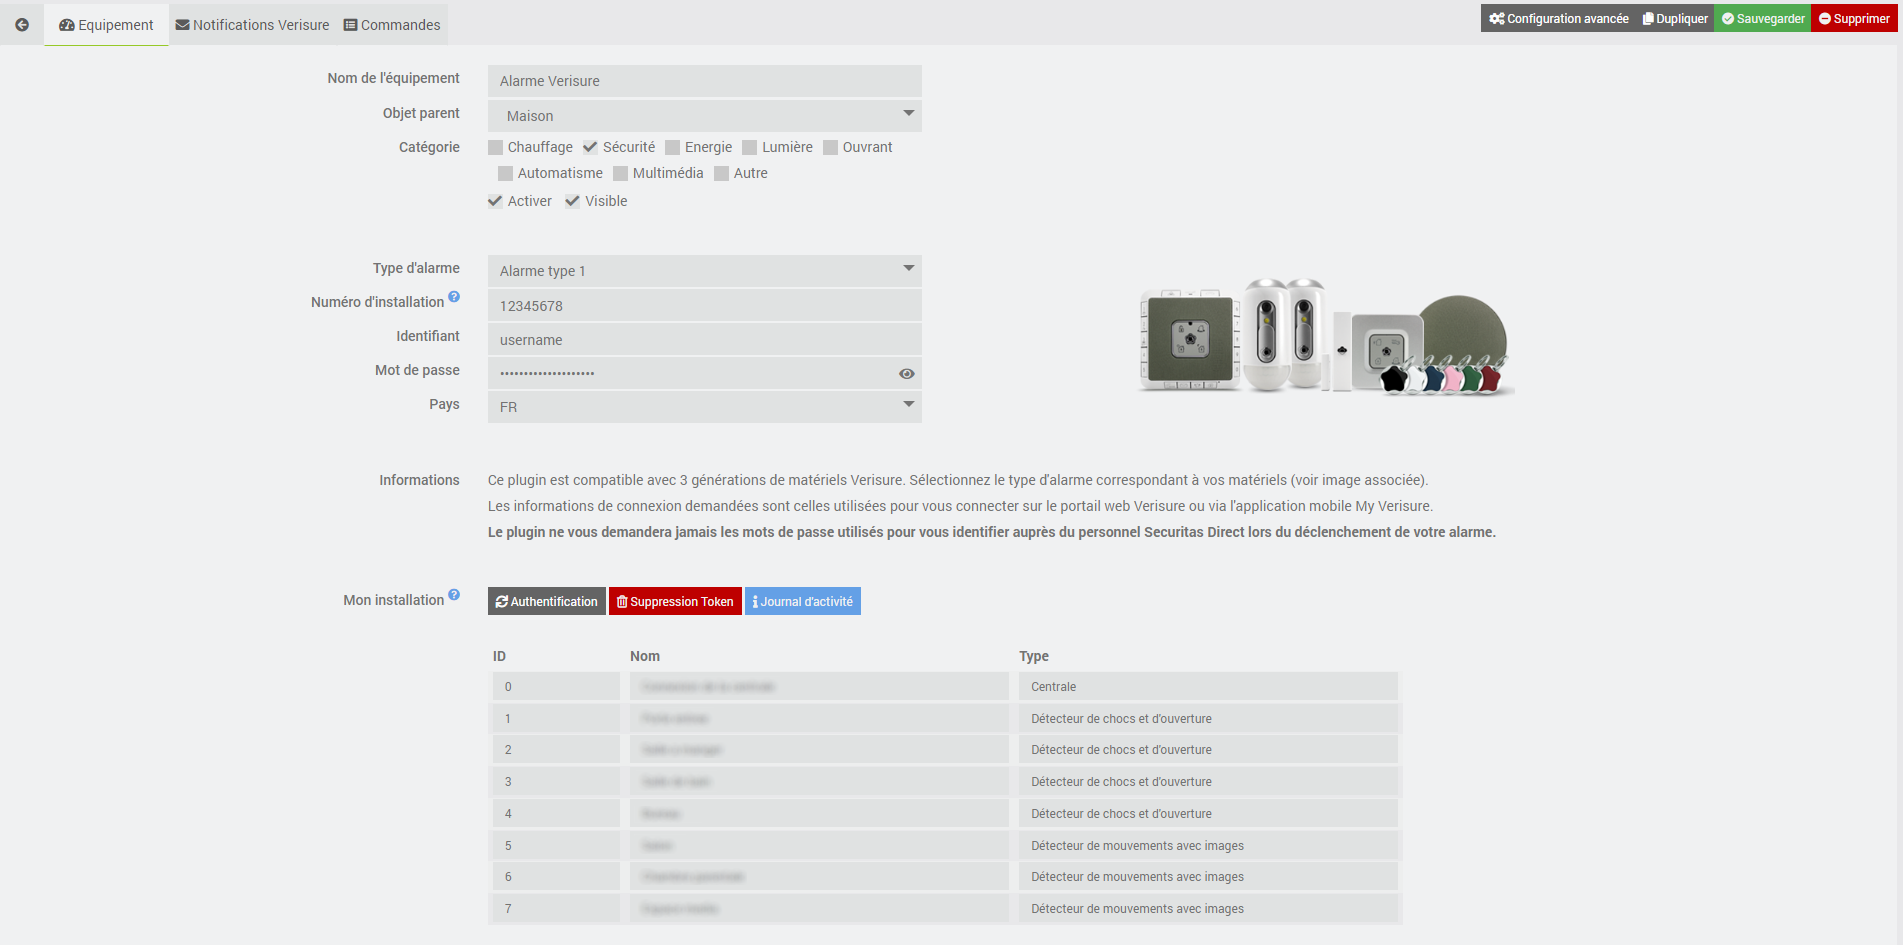 Equipement Notifications Verisure Commandes Configuration avancée Dupliquer Sauvegarder Supprimer
Nom de l'équipement Alarme Verisure
Objet parent Maison
Catégorie Chauffage Sécurité Energie Lumière Ouvrant
Automatisme Multimédia Autre
Activer Visible
Type d'alarme Alarme type 1
Numéro d'installation 12345678
Identifiant username
Mot de passe •••••••••••••••••••
Pays FR
Informations Ce plugin est compatible avec 3 générations de matériels Verisure. Sélectionnez le type d'alarme correspondant à vos matériels (voir image associée).
Les informations de connexion demandées sont celles utilisées pour vous connecter sur le portail web Verisure ou via l'application mobile My Verisure.
Le plugin ne vous demandera jamais les mots de passe utilisés pour vous identifier auprès du personnel Securitas Direct lors du déclenchement de votre alarme.
Mon installation Authentification Suppression Token Journal d'activité
ID Nom Type
0 Centrale
1 Détecteur de chocs et d'ouverture
2 Détecteur de chocs et d'ouverture
3 Détecteur de chocs et d'ouverture
4 Détecteur de chocs et d'ouverture
5 Détecteur de mouvements avec images
6 Détecteur de mouvements avec images
7 Détecteur de mouvements avec images